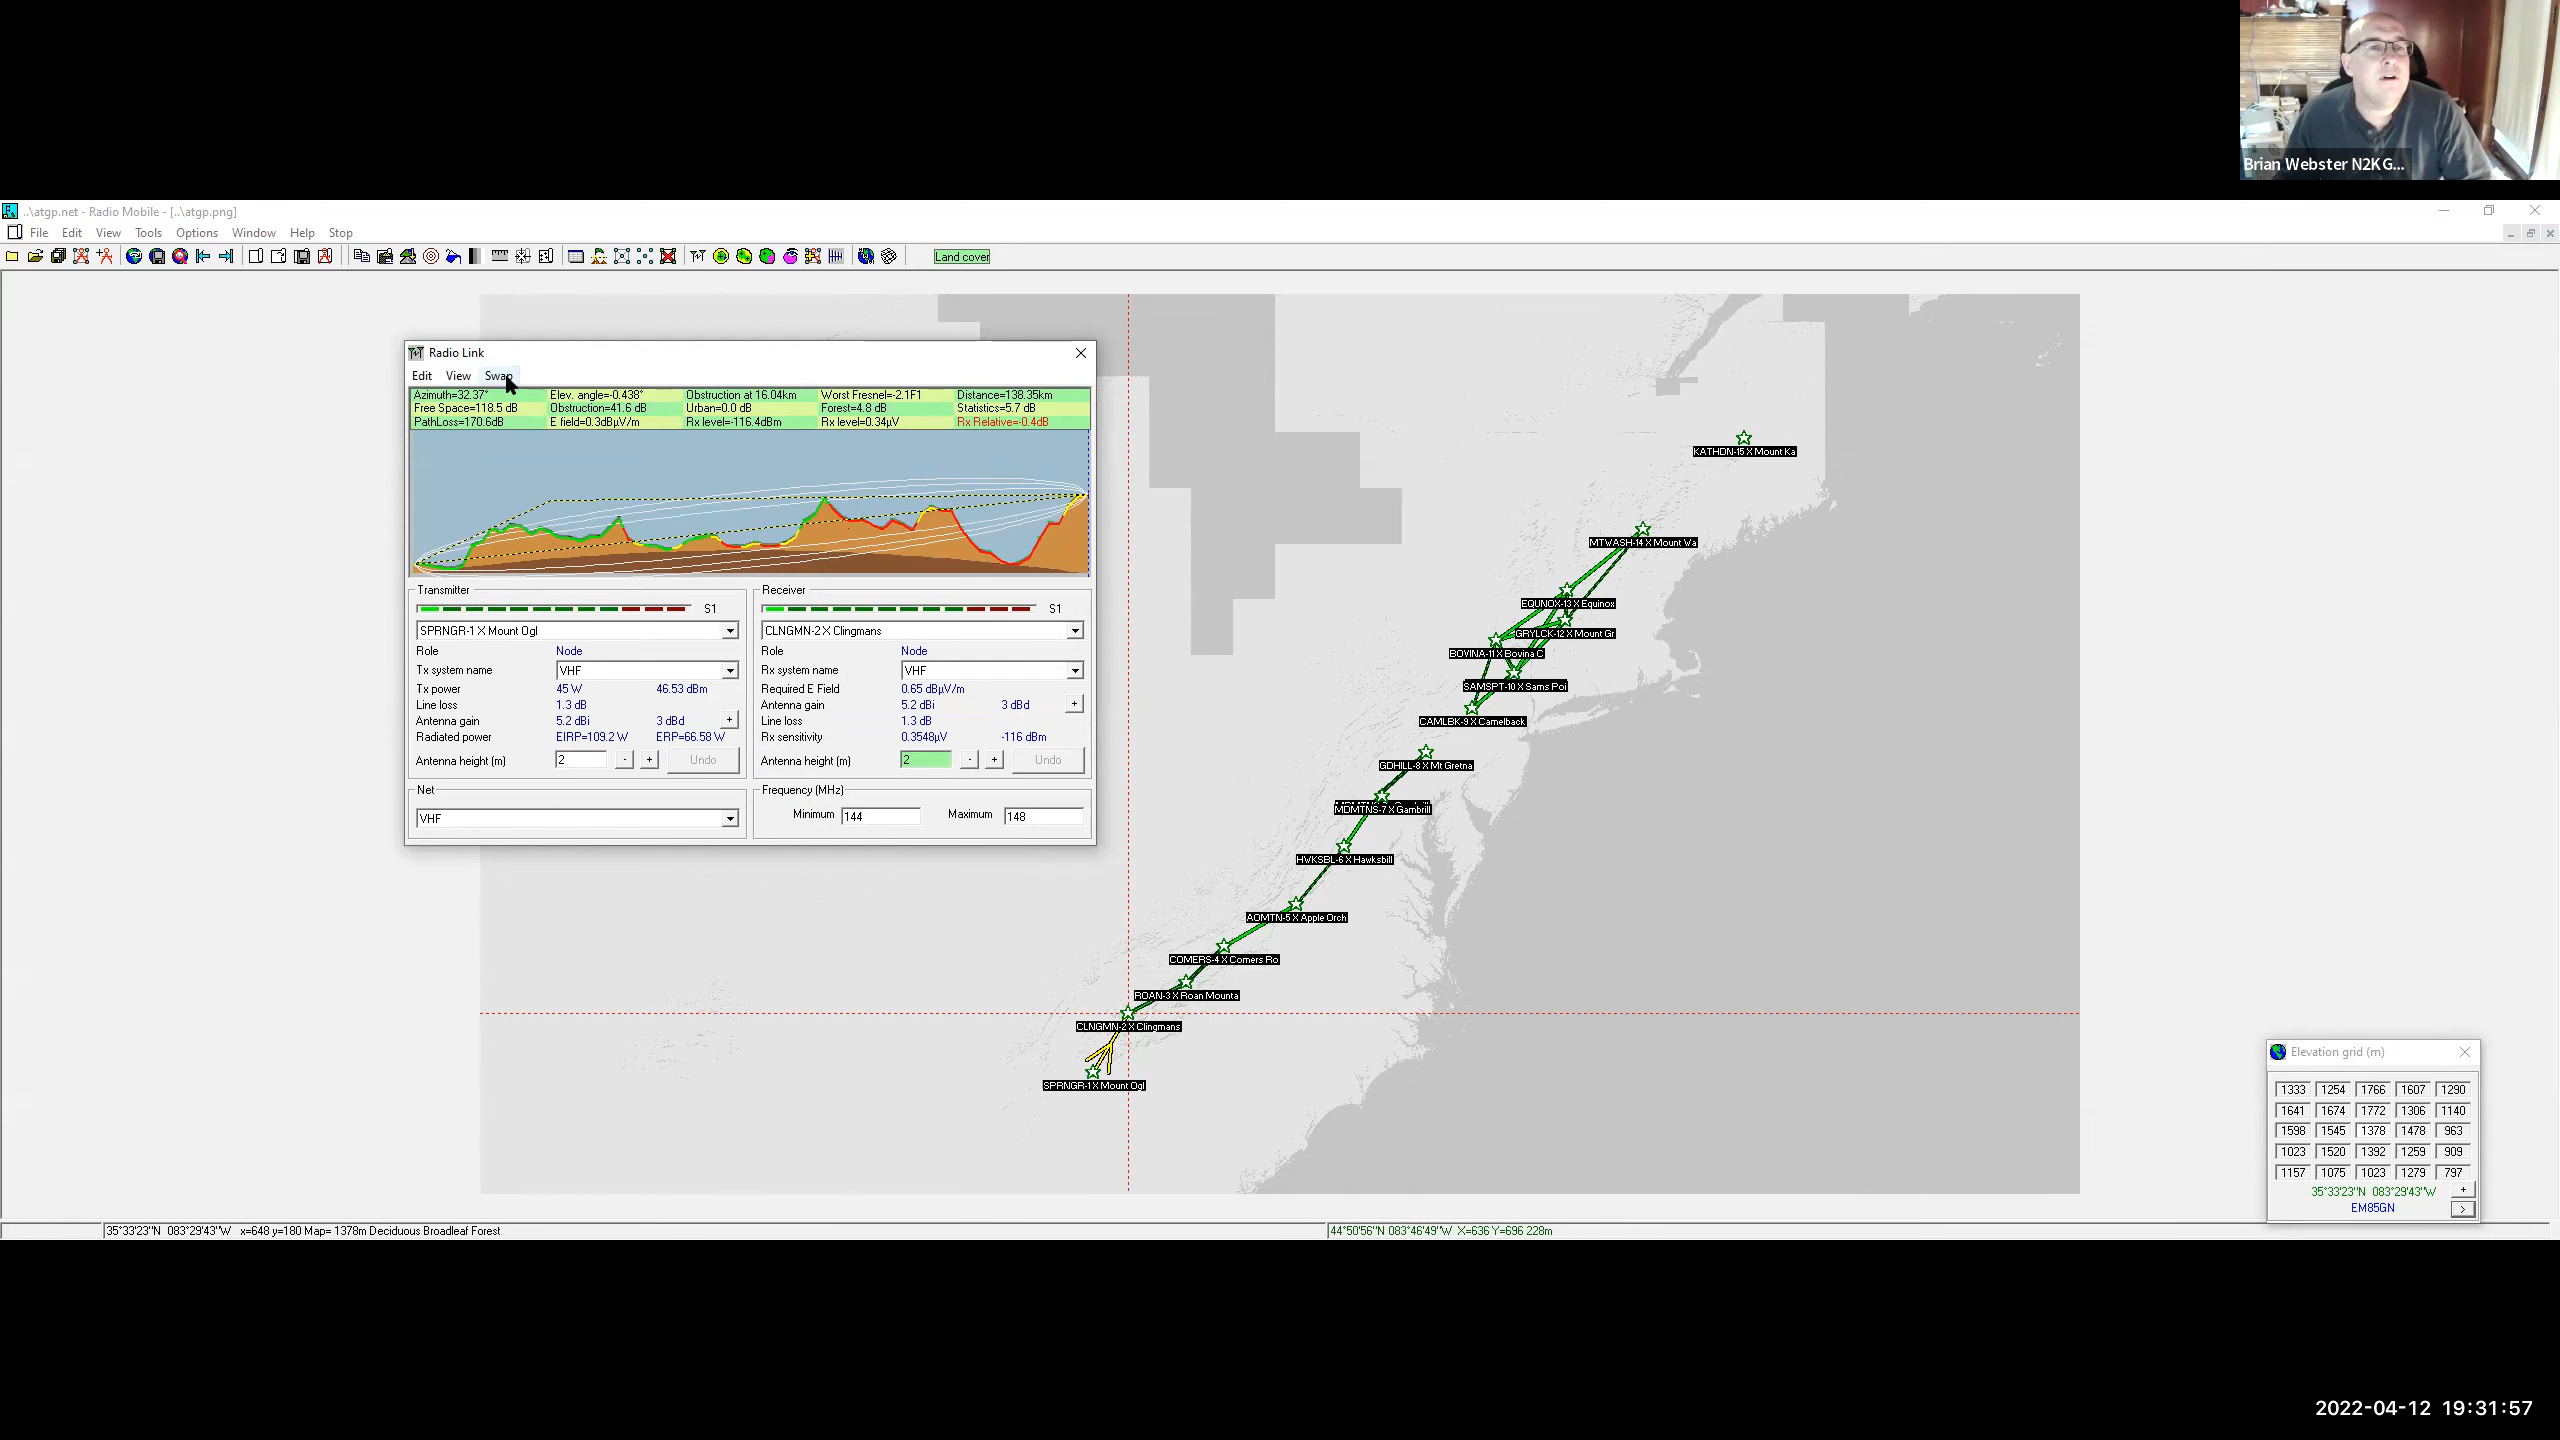 Brian Webster N2KG...
..\atgp.net - Radio Mobile - [..\atgp.png]
File Edit View Tools Options Window Help Stop
Land cover
Radio Link
Edit View Swap
Azimuth=32.37° Elev. angle=-0.438° Obstruction at 16.04km Worst Fresnel=-2.1F1 Distance=138.35km
Free Space=118.5 dB Obstruction=41.6 dB Urban=0.0 dB Forest=4.8 dB Statistics=5.7 dB
PathLoss=170.6dB E field=0.3dBµV/m Rx level=-116.4dBm Rx level=0.34µV Rx Relative=-0.4dB
Transmitter
S1
SPRNGR-1 X Mount Ogl
Role Node
Tx system name VHF
Tx power 45 W 46.53 dBm
Line loss 1.3 dB
Antenna gain 5.2 dBi 3 dBd +
Radiated power EIRP=109.2 W ERP=66.58 W
Antenna height (m) 2 - + Undo
Net
VHF
Receiver
S1
CLNGMN-2 X Clingmans
Role Node
Rx system name VHF
Required E Field 0.65 dBµV/m
Antenna gain 5.2 dBi 3 dBd +
Line loss 1.3 dB
Rx sensitivity 0.3548µV -116 dBm
Antenna height (m) 2 - + Undo
Frequency (MHz)
Minimum 144 Maximum 148
KATHDN-15 X Mount Ka
MTWASH-14 X Mount Wa
EQUNOX-13 X Equinox
GRYLCK-12 X Mount Gr
BOVINA-11 X Bovina C
SAMSPT-10 X Sams Poi
CAMLBK-9 X Camelback
GDHILL-8 X Mt Gretna
MDMTNS-7 X Gambrill
HWKSBL-6 X Hawksbill
AOMTN-5 X Apple Orch
COMERS-4 X Comers Ro
ROAN-3 X Roan Mounta
CLNGMN-2 X Clingmans
SPRNGR-1 X Mount Ogl
Elevation grid (m)
1333 1254 1766 1607 1290
1641 1674 1772 1306 1140
1598 1545 1378 1478 963
1023 1520 1392 1259 909
1157 1075 1023 1279 797
35°33'23''N 083°29'43''W +
EM85GN >
35°33'23''N 083°29'43''W x=648 y=180 Map= 1378m Deciduous Broadleaf Forest
44°50'56''N 083°46'49''W X=636 Y=696 228m
2022-04-12 19:31:57